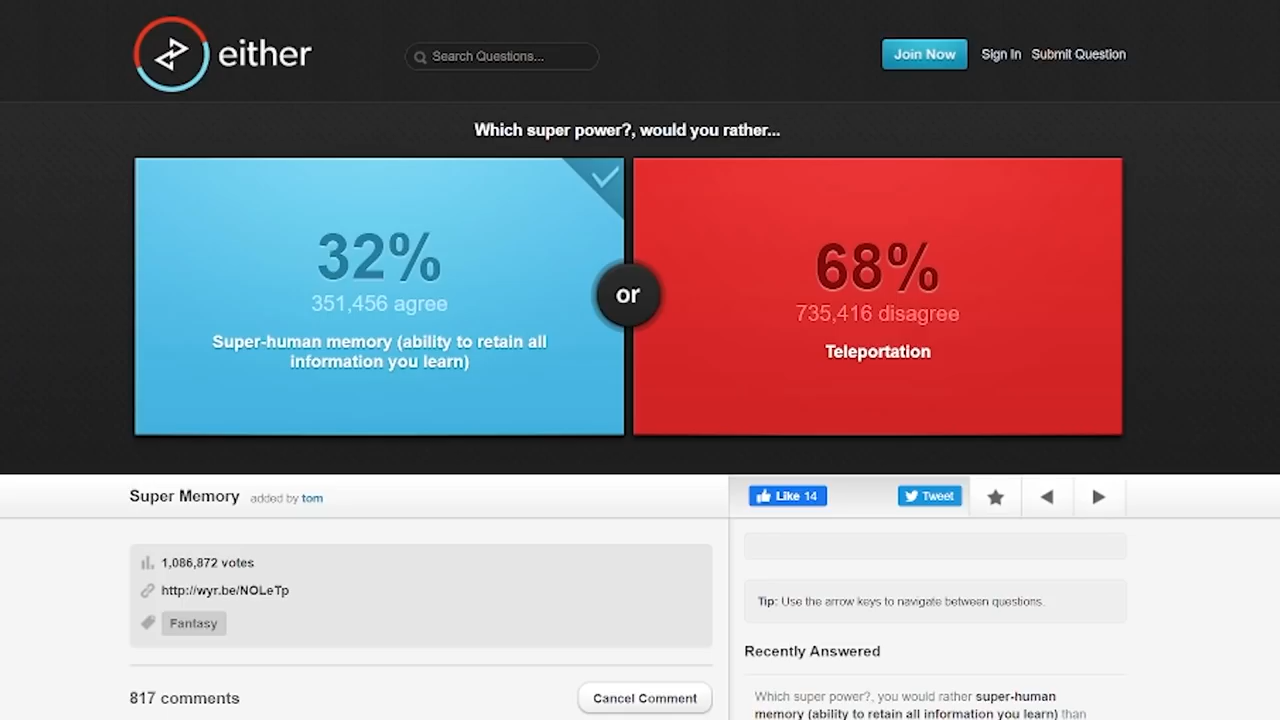 either
Search Questions...
Join Now
Sign In
Submit Question
Which super power?, would you rather...
32%
351,456 agree
Super-human memory (ability to retain all
information you learn)
or
68%
735,416 disagree
Teleportation
Super Memory added by tom
Like 14
Tweet
1,086,872 votes
http://wyr.be/NOLeTp
Fantasy
817 comments
Cancel Comment
Tip: Use the arrow keys to navigate between questions.
Recently Answered
Which super power?, you would rather super-human
memory (ability to retain all information you learn) than